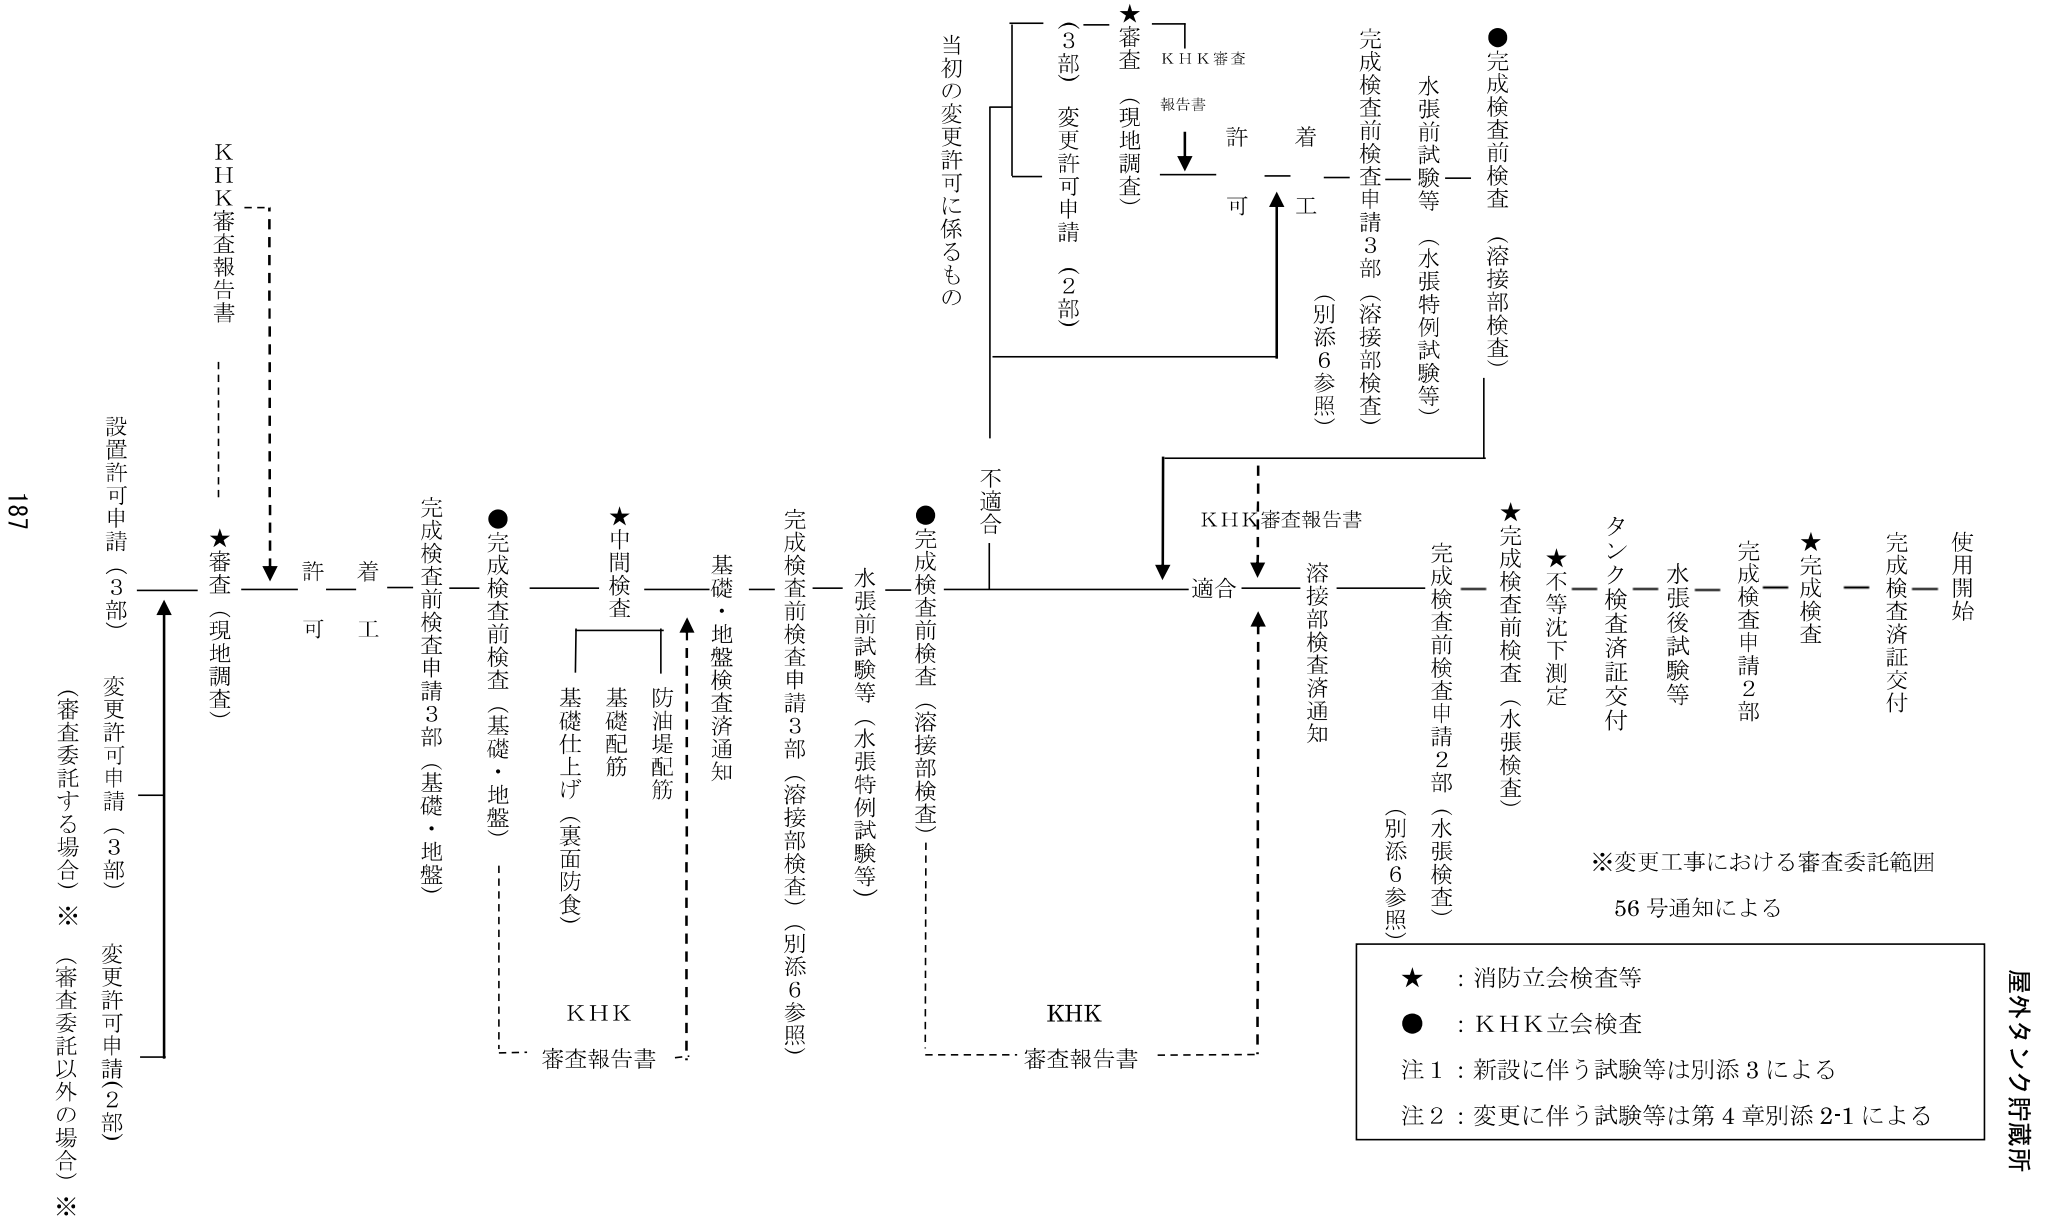 設置許可申請（３部）
変更許可申請（３部）
（審査委託する場合）※
変更許可申請(２部)
（審査委託以外の場合）※
ＫＨＫ審査報告書
★審査（現地調査）
許可
着工
完成検査前検査申請３部（基礎・地盤）
●完成検査前検査（基礎・地盤）
★中間検査
基礎仕上げ（裏面防食）
基礎配筋
防油堤配筋
ＫＨＫ
審査報告書
基礎・地盤検査済通知
完成検査前検査申請３部（溶接部検査）（別添６参照）
水張前試験等（水張特例試験等）
●完成検査前検査（溶接部検査）
KHK
審査報告書
不適合
当初の変更許可に係るもの
（３部）変更許可申請（２部）
★審査（現地調査）
ＫＨＫ審査
報告書
許可
着工
完成検査前検査申請３部（溶接部検査）
（別添６参照）
水張前試験等（水張特例試験等）
●完成検査前検査（溶接部検査）
適合
ＫＨＫ審査報告書
溶接部検査済通知
完成検査前検査申請２部（水張検査）
（別添６参照）
★完成検査前検査（水張検査）
★不等沈下測定
タンク検査済証交付
水張後試験等
完成検査申請２部
★完成検査
完成検査済証交付
使用開始
※変更工事における審査委託範囲
56 号通知による
★　：消防立会検査等
●　：ＫＨＫ立会検査
注１：新設に伴う試験等は別添 3 による
注２：変更に伴う試験等は第 4 章別添 2-1 による
屋外タンク貯蔵所
187